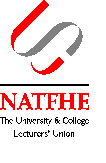 NATFHE
The University & College
Lecturers' Union